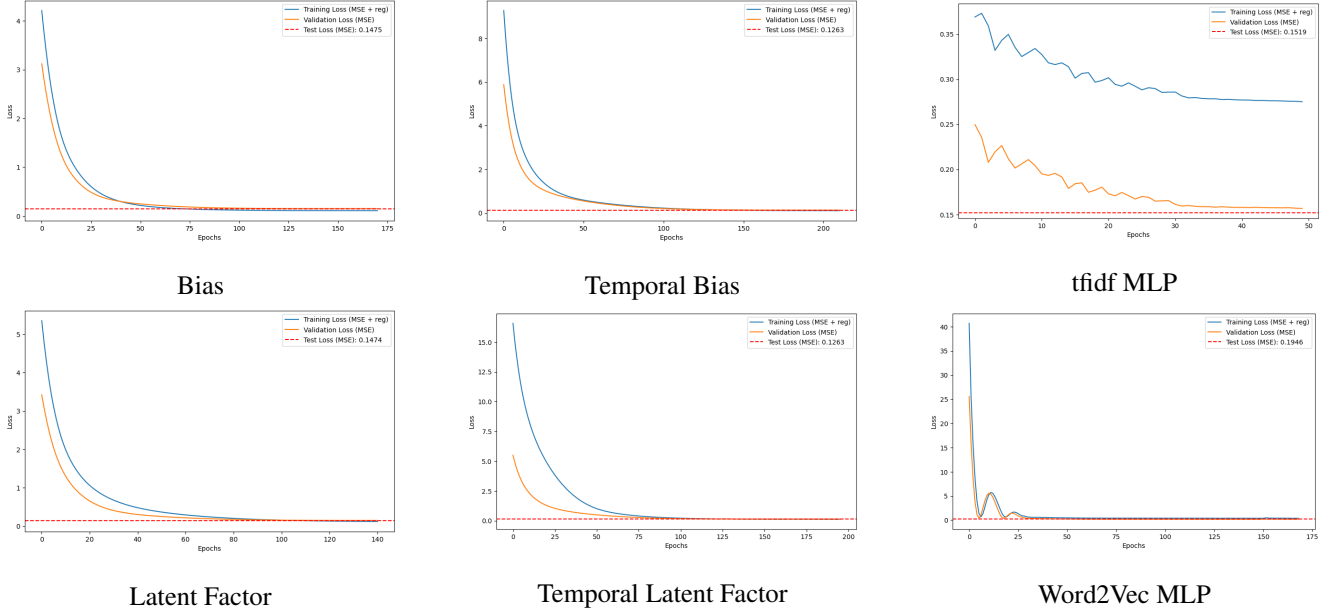 Training Loss (MSE + reg)
Validation Loss (MSE)
Test Loss (MSE): 0.1475
4
3
2
1
0
Loss
0
25
50
75
100
125
150
175
Epochs
Bias
Training Loss (MSE + reg)
Validation Loss (MSE)
Test Loss (MSE): 0.1263
8
6
4
2
0
Loss
0
50
100
150
200
Epochs
Temporal Bias
Training Loss (MSE + reg)
Validation Loss (MSE)
Test Loss (MSE): 0.1519
0.35
0.30
0.25
0.20
0.15
Loss
0
10
20
30
40
50
Epochs
tfidf MLP
Training Loss (MSE + reg)
Validation Loss (MSE)
Test Loss (MSE): 0.1474
5
4
3
2
1
0
Loss
0
20
40
60
80
100
120
140
Epochs
Latent Factor
Training Loss (MSE + reg)
Validation Loss (MSE)
Test Loss (MSE): 0.1263
15.0
12.5
10.0
7.5
5.0
2.5
0.0
Loss
0
25
50
75
100
125
150
175
200
Epochs
Temporal Latent Factor
Training Loss (MSE + reg)
Validation Loss (MSE)
Test Loss (MSE): 0.1946
40
35
30
25
20
15
10
5
0
Loss
0
25
50
75
100
125
150
175
Epochs
Word2Vec MLP